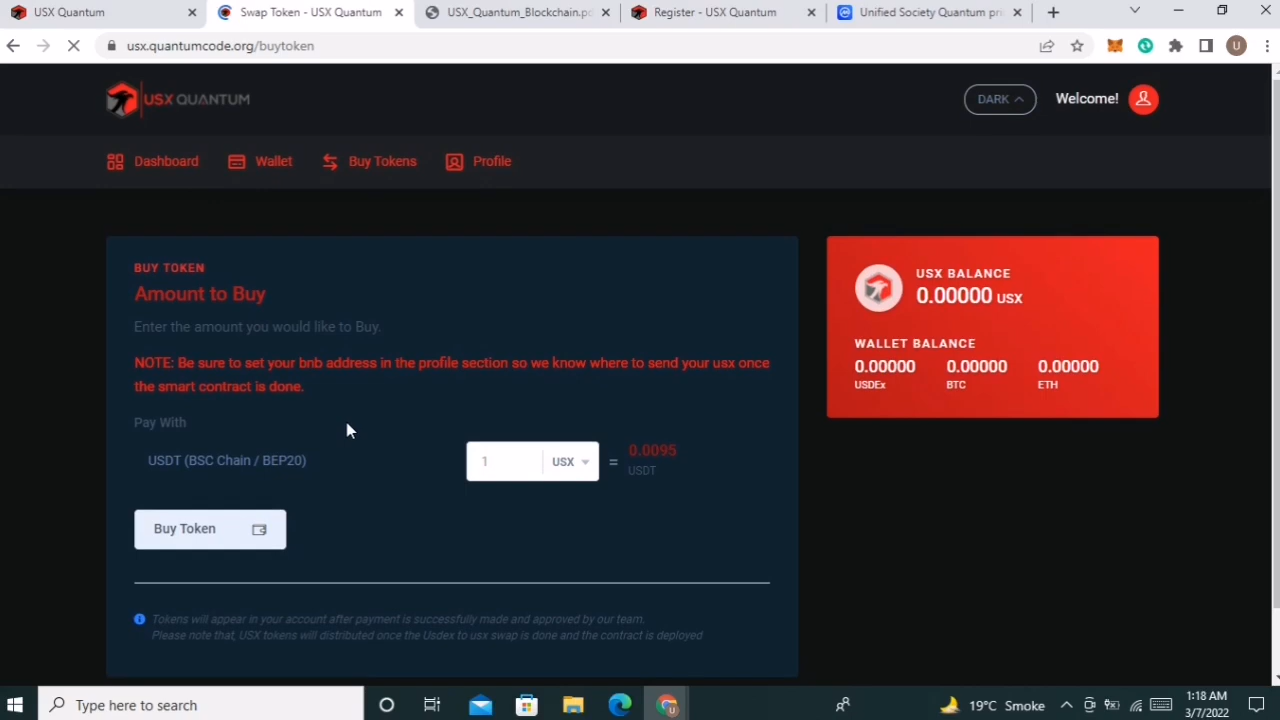 USX Quantum
Swap Token - USX Quantum
USX_Quantum_Blockchain.pd
Register - USX Quantum
Unified Society Quantum pri
usx.quantumcode.org/buytoken
U
USX QUANTUM
DARK
Welcome!
Dashboard
Wallet
Buy Tokens
Profile
BUY TOKEN
Amount to Buy
Enter the amount you would like to Buy.
NOTE: Be sure to set your bnb address in the profile section so we know where to send your usx once
the smart contract is done.
Pay With
USDT (BSC Chain / BEP20)
1 USX = 0.0095
USDT
Buy Token
Tokens will appear in your account after payment is successfully made and approved by our team.
Please note that, USX tokens will distributed once the Usdex to usx swap is done and the contract is deployed
USX BALANCE
0.00000 USX
WALLET BALANCE
0.00000 0.00000 0.00000
USDEx BTC ETH
Type here to search
19°C Smoke
1:18 AM
3/7/2022